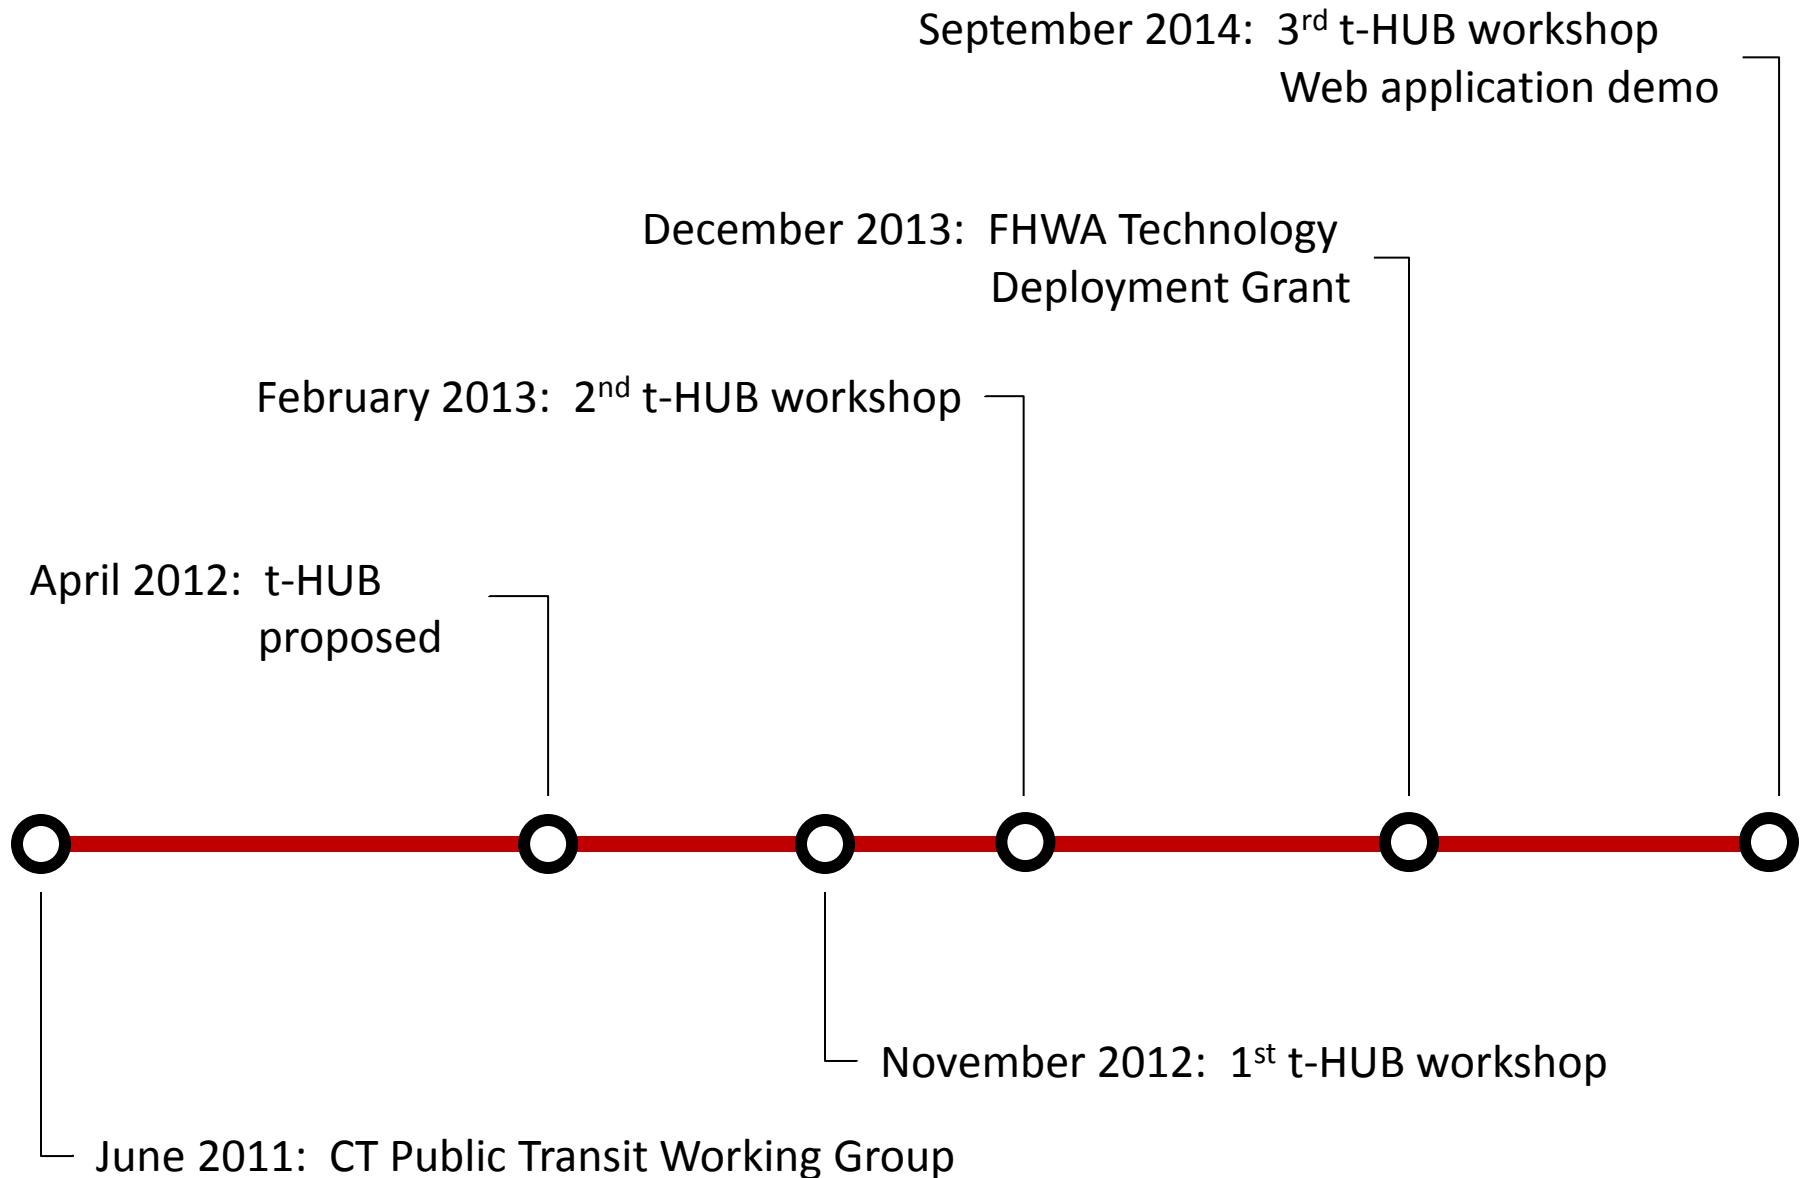 September 2014: 3rd t-HUB workshop
Web application demo
December 2013: FHWA Technology
Deployment Grant
February 2013: 2nd t-HUB workshop
April 2012: t-HUB
proposed
November 2012: 1st t-HUB workshop
June 2011: CT Public Transit Working Group